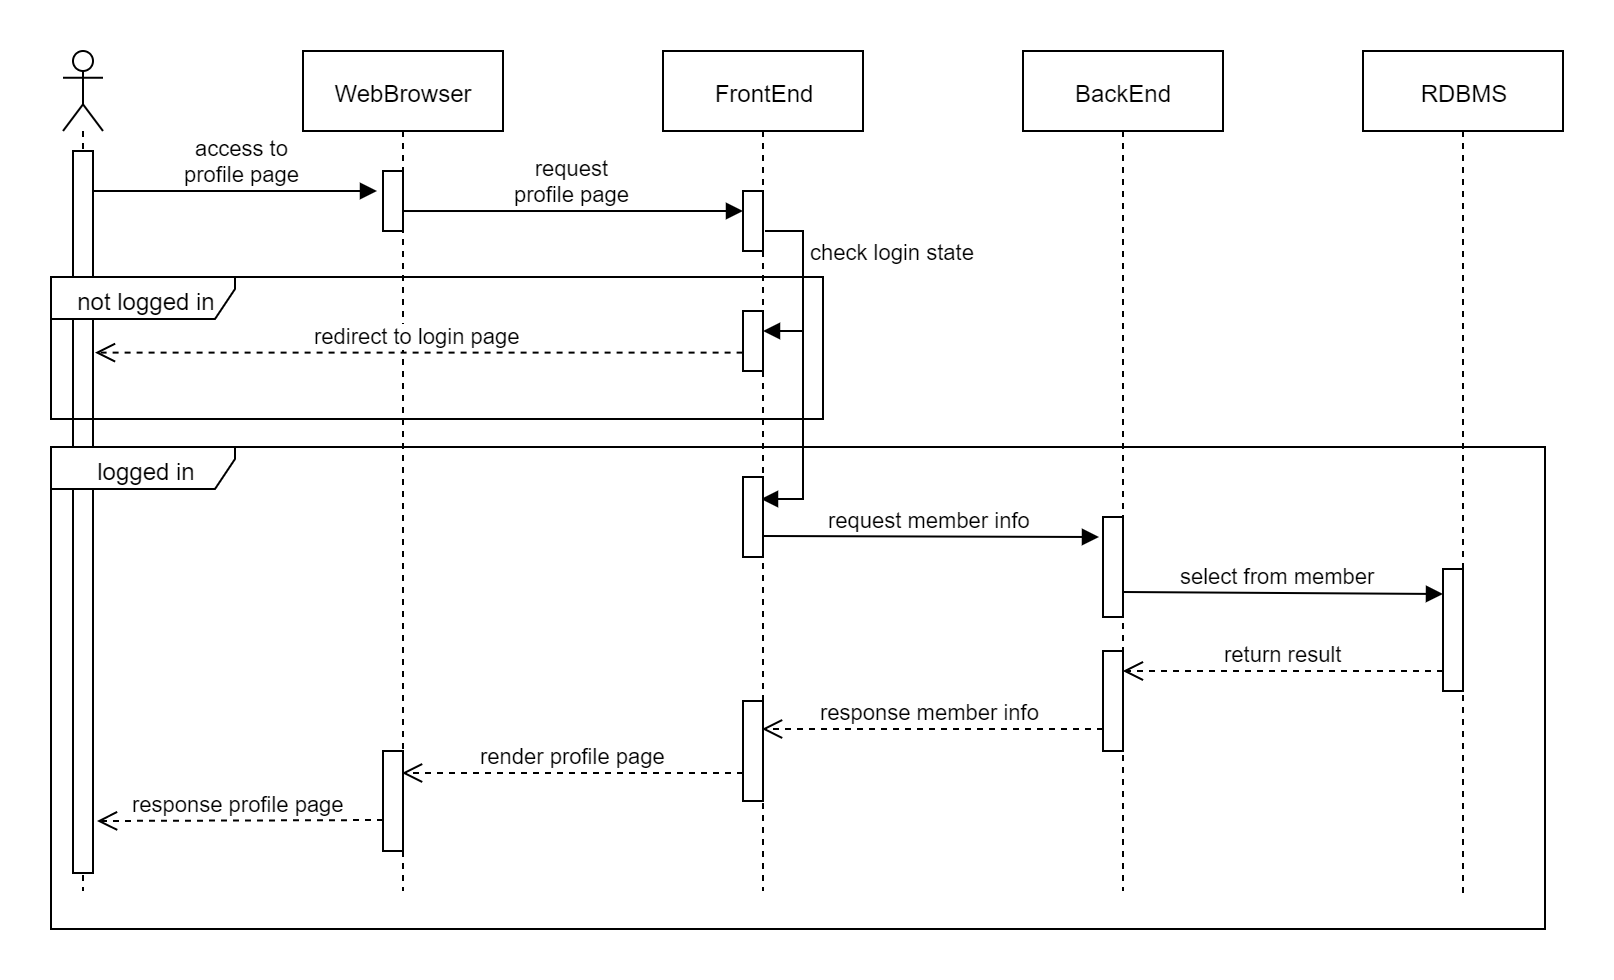 WebBrowser
FrontEnd
BackEnd
RDBMS
access to
profile page
request
profile page
check login state
not logged in
redirect to login page
logged in
request member info
select from member
return result
response member info
render profile page
response profile page